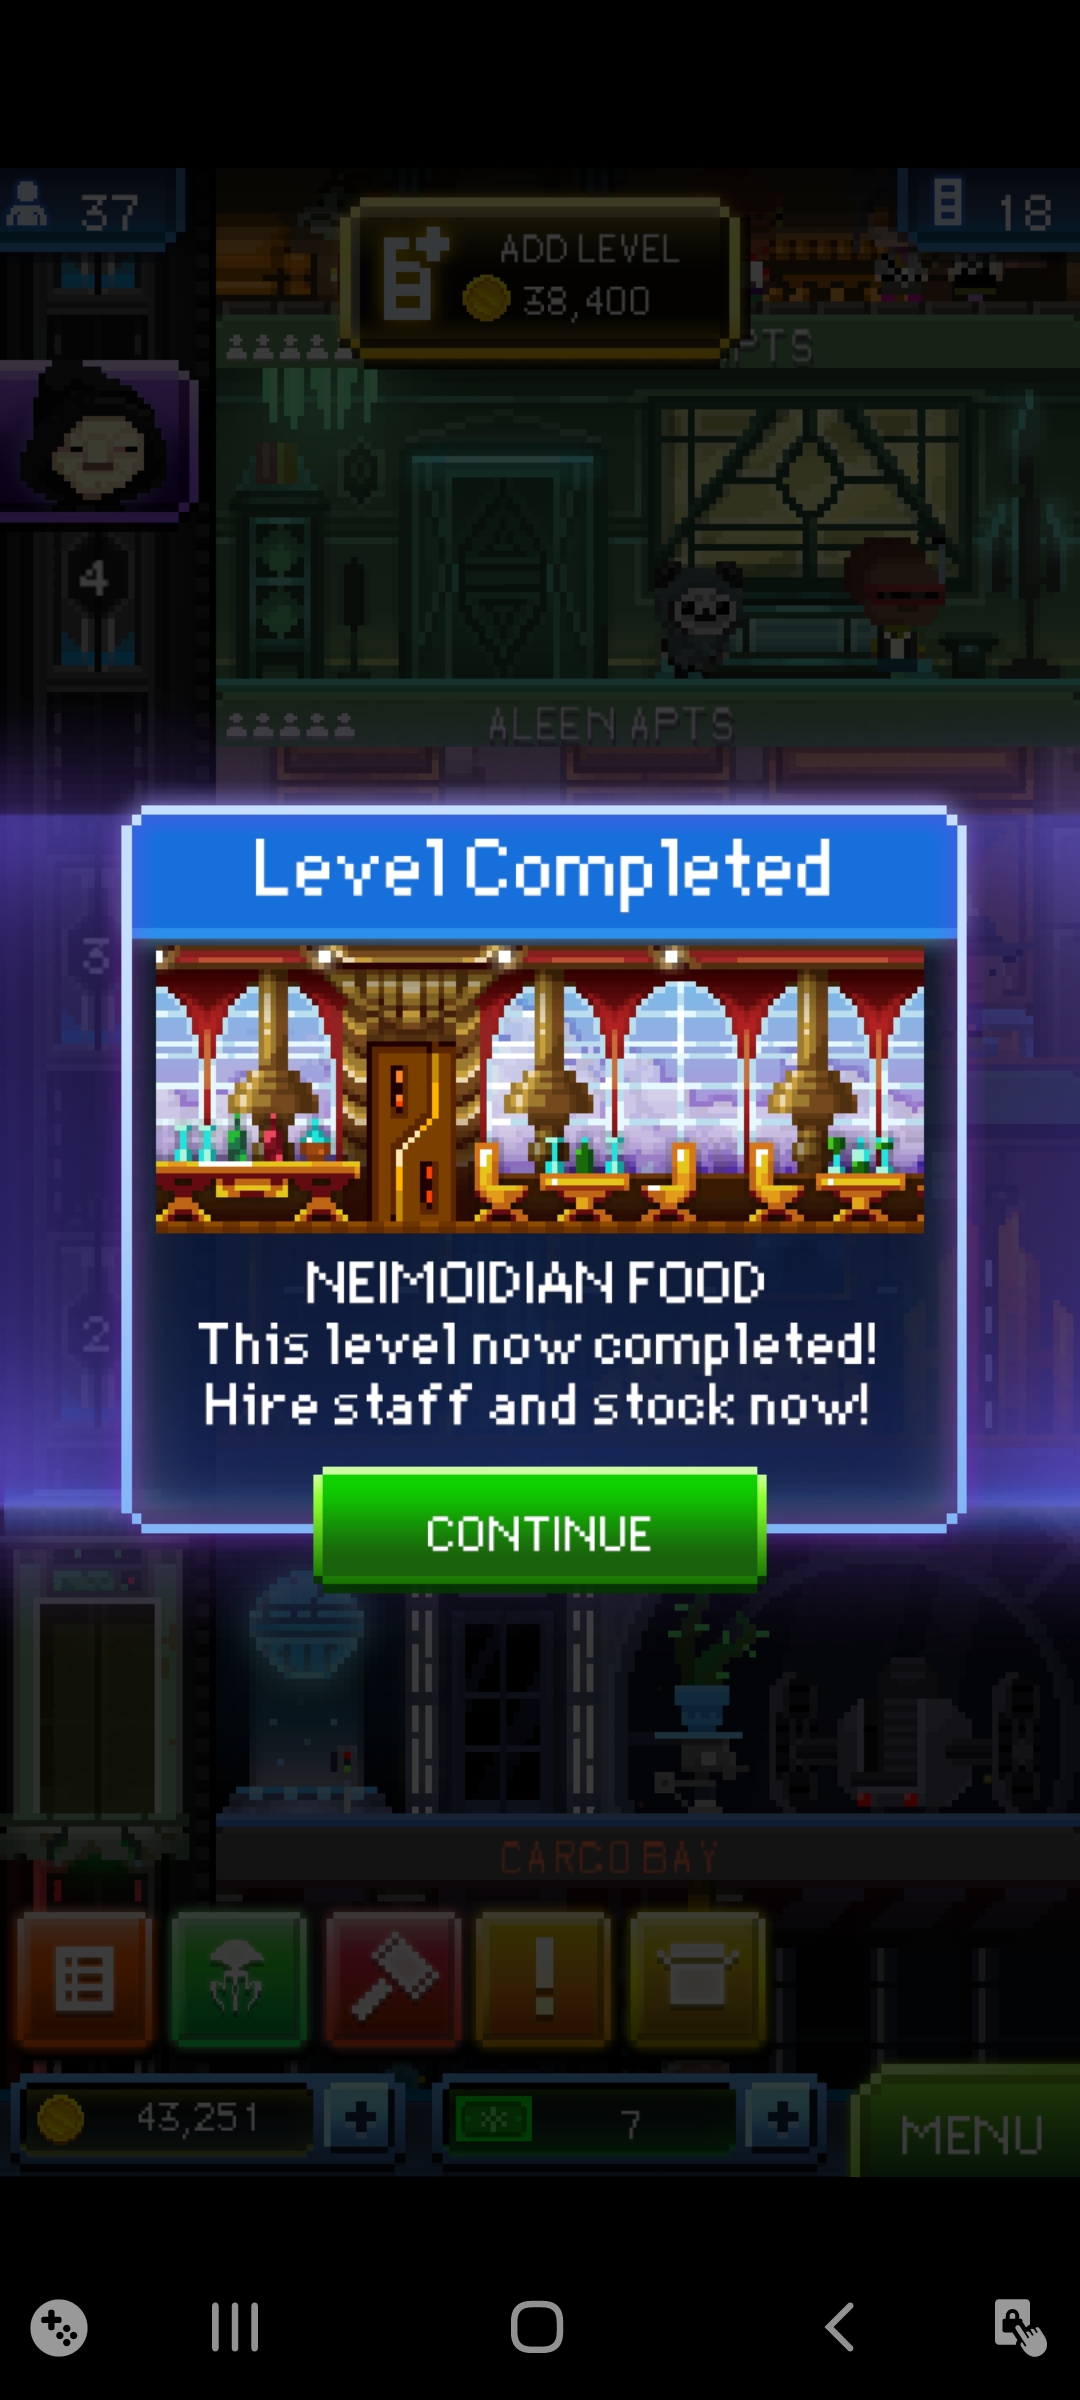 37
18
ADD LEVEL
38,400
PTS
4
ALEEN APTS
Level Completed
3
NEIMOIDIAN FOOD
This level now completed!
2
Hire staff and stock now!
CONTINUE
CARGO BAY
43,251
7
MENU